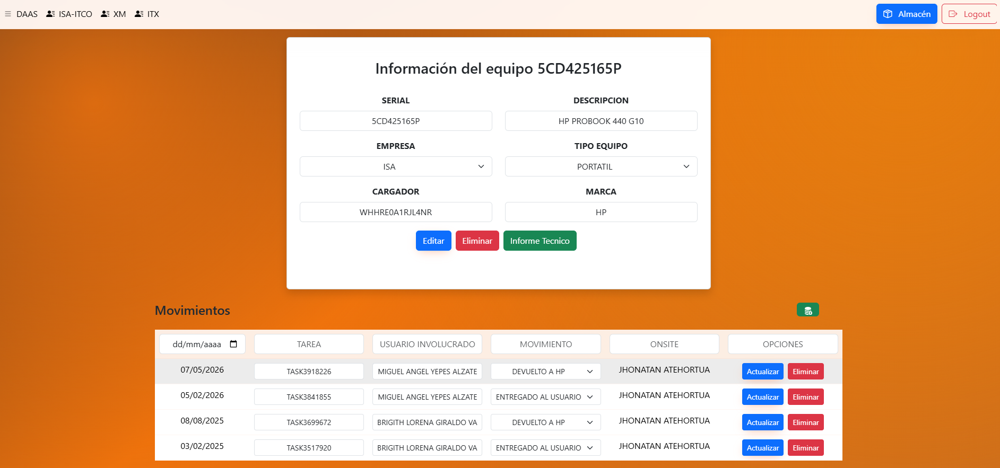 DAAS ISA-ITCO XM ITX Almacén Logout
Información del equipo 5CD425165P
SERIAL DESCRIPCION
5CD425165P HP PROBOOK 440 G10
EMPRESA TIPO EQUIPO
ISA PORTATIL
CARGADOR MARCA
WHHRE0A1RJL4NR HP
Editar Eliminar Informe Tecnico
Movimientos
dd/mm/aaaa TAREA USUARIO INVOLUCRADO MOVIMIENTO ONSITE OPCIONES
07/05/2026 TASK3918226 MIGUEL ANGEL YEPES ALZATE DEVUELTO A HP JHONATAN ATEHORTUA Actualizar Eliminar
05/02/2026 TASK3841855 MIGUEL ANGEL YEPES ALZATE ENTREGADO AL USUARIO JHONATAN ATEHORTUA Actualizar Eliminar
08/08/2025 TASK3699672 BRIGITH LORENA GIRALDO VA DEVUELTO A HP JHONATAN ATEHORTUA Actualizar Eliminar
03/02/2025 TASK3517920 BRIGITH LORENA GIRALDO VA ENTREGADO AL USUARIO JHONATAN ATEHORTUA Actualizar Eliminar